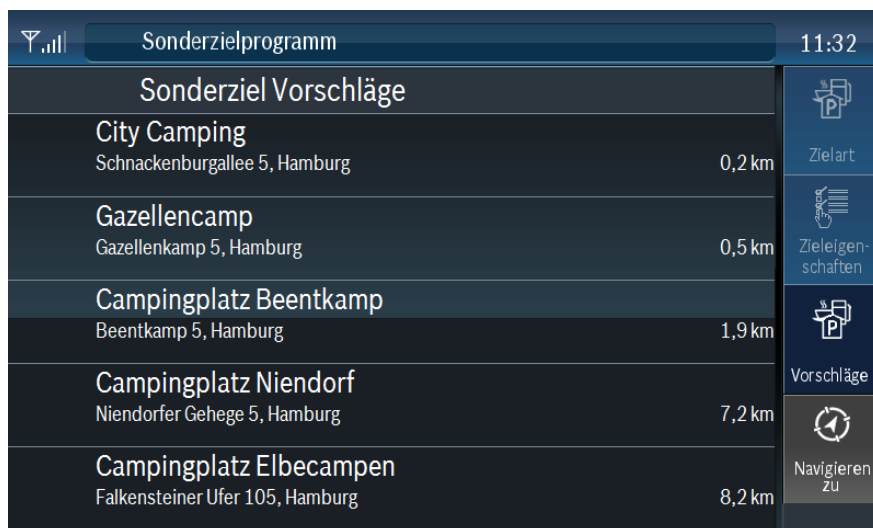 Sonderzielprogramm
11:32
Sonderziel Vorschläge
City Camping
Schnackenburgallee 5, Hamburg
0,2 km
Gazellencamp
Gazellenkamp 5, Hamburg
0,5 km
Campingplatz Beentkamp
Beentkamp 5, Hamburg
1,9 km
Campingplatz Niendorf
Niendorfer Gehege 5, Hamburg
7,2 km
Campingplatz Elbecampen
Falkensteiner Ufer 105, Hamburg
8,2 km
P
Zielart
Zieleigen-
schaften
P
Vorschläge
Navigieren
zu